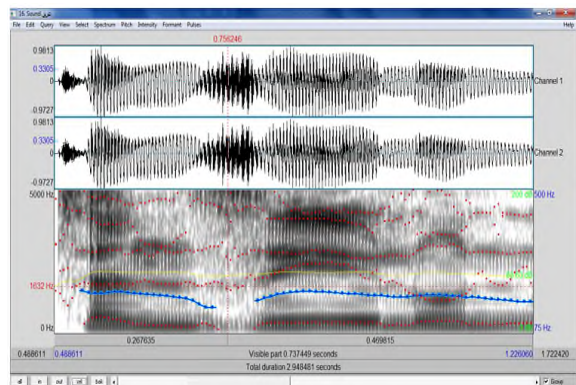 16. Sound غرق
File Edit Query View Select Spectrum Pitch Intensity Formant Pulses Help
0.756246
0.9813
0.3305
0
-0.9727
Channel 1
0.9813
0.3305
0
-0.9727
Channel 2
5000 Hz
500 Hz
1632 Hz
0 Hz
75 Hz
0.267635 0.469815
0.468611 0.468611 Visible part 0.737449 seconds 1.226060 1.722420
Total duration 2.948481 seconds
all in out sel bak Group